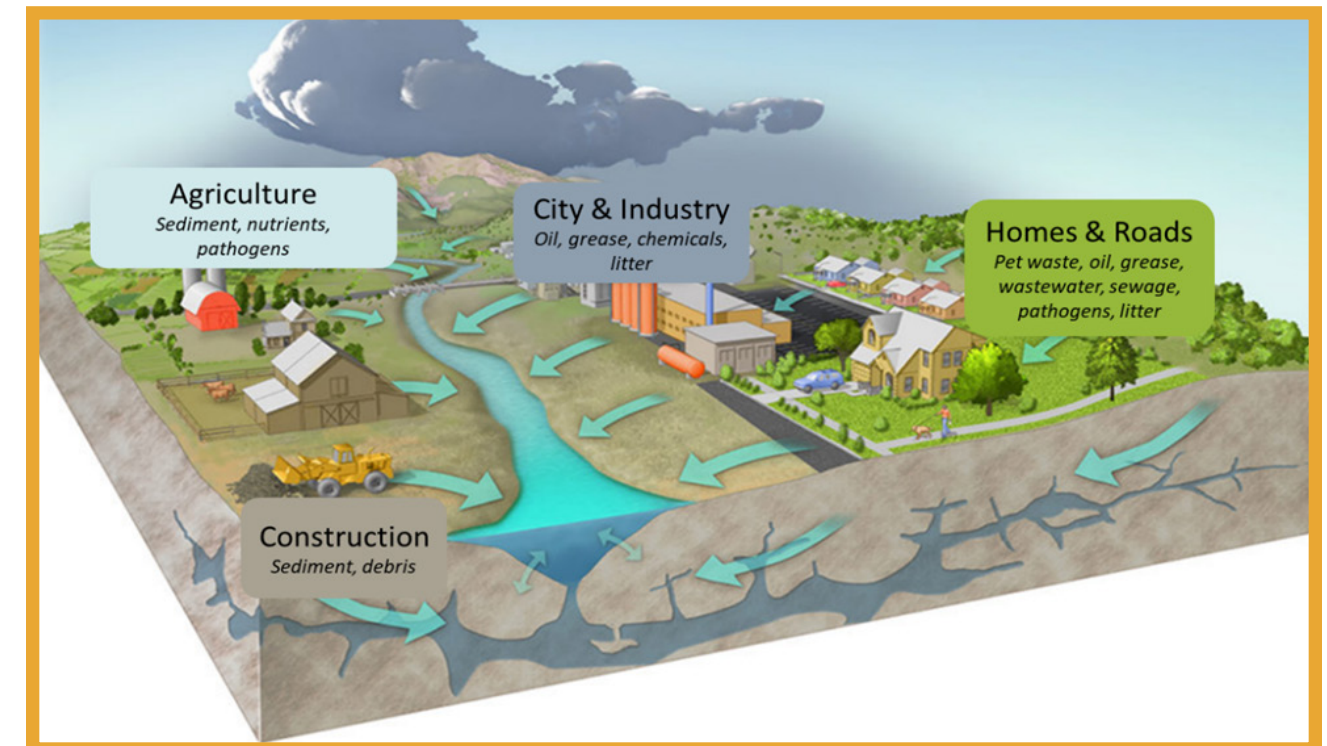 Agriculture
Sediment, nutrients,
pathogens
City & Industry
Oil, grease, chemicals,
litter
Homes & Roads
Pet waste, oil, grease,
wastewater, sewage,
pathogens, litter
Construction
Sediment, debris